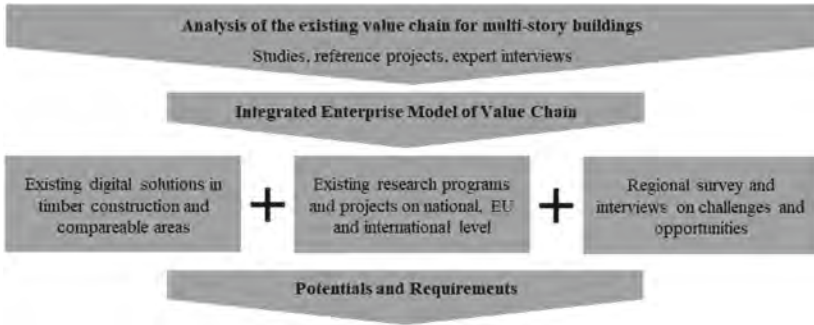 Analysis of the existing value chain for multi-story buildings
Studies, reference projects, expert interviews
Integrated Enterprise Model of Value Chain
Existing digital solutions in
timber construction and
compareable areas
+
Existing research programs
and projects on national, EU
and international level
+
Regional survey and
interviews on challenges and
opportunities
Potentials and Requirements